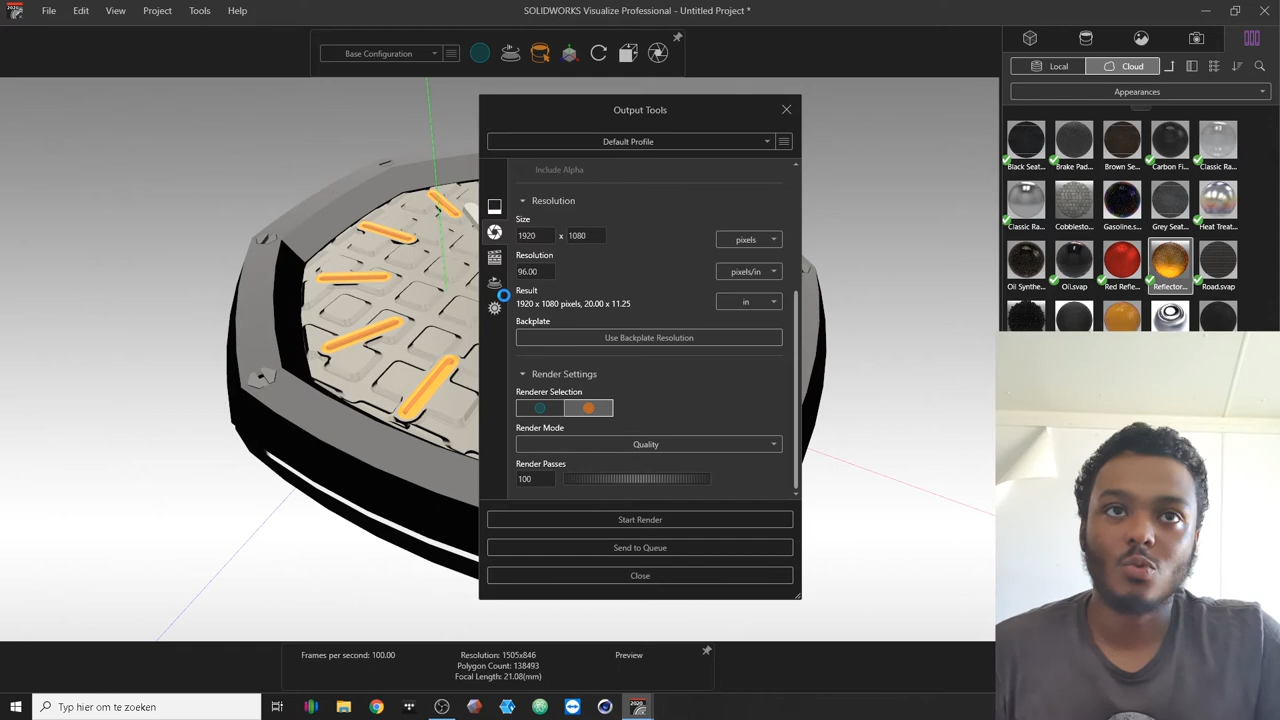 2020
File Edit View Project Tools Help
SOLIDWORKS Visualize Professional - Untitled Project *
Base Configuration
Local
Cloud
Appearances
Black Seat...
Brake Pad...
Brown Se...
Carbon Fi...
Classic Ra...
Classic Ra...
Cobblesto...
Gasoline.s...
Grey Seat...
Heat Treat...
Oil Synthe...
Oil.svap
Red Refle...
Reflector...
Road.svap
Output Tools
Default Profile
Include Alpha
Resolution
Size
1920 x 1080
pixels
Resolution
96.00
pixels/in
Result
1920 x 1080 pixels, 20.00 x 11.25
in
Backplate
Use Backplate Resolution
Render Settings
Renderer Selection
Render Mode
Quality
Render Passes
100
Start Render
Send to Queue
Close
Frames per second: 100.00
Resolution: 1505x846
Polygon Count: 138493
Focal Length: 21.08(mm)
Preview
Typ hier om te zoeken
2020